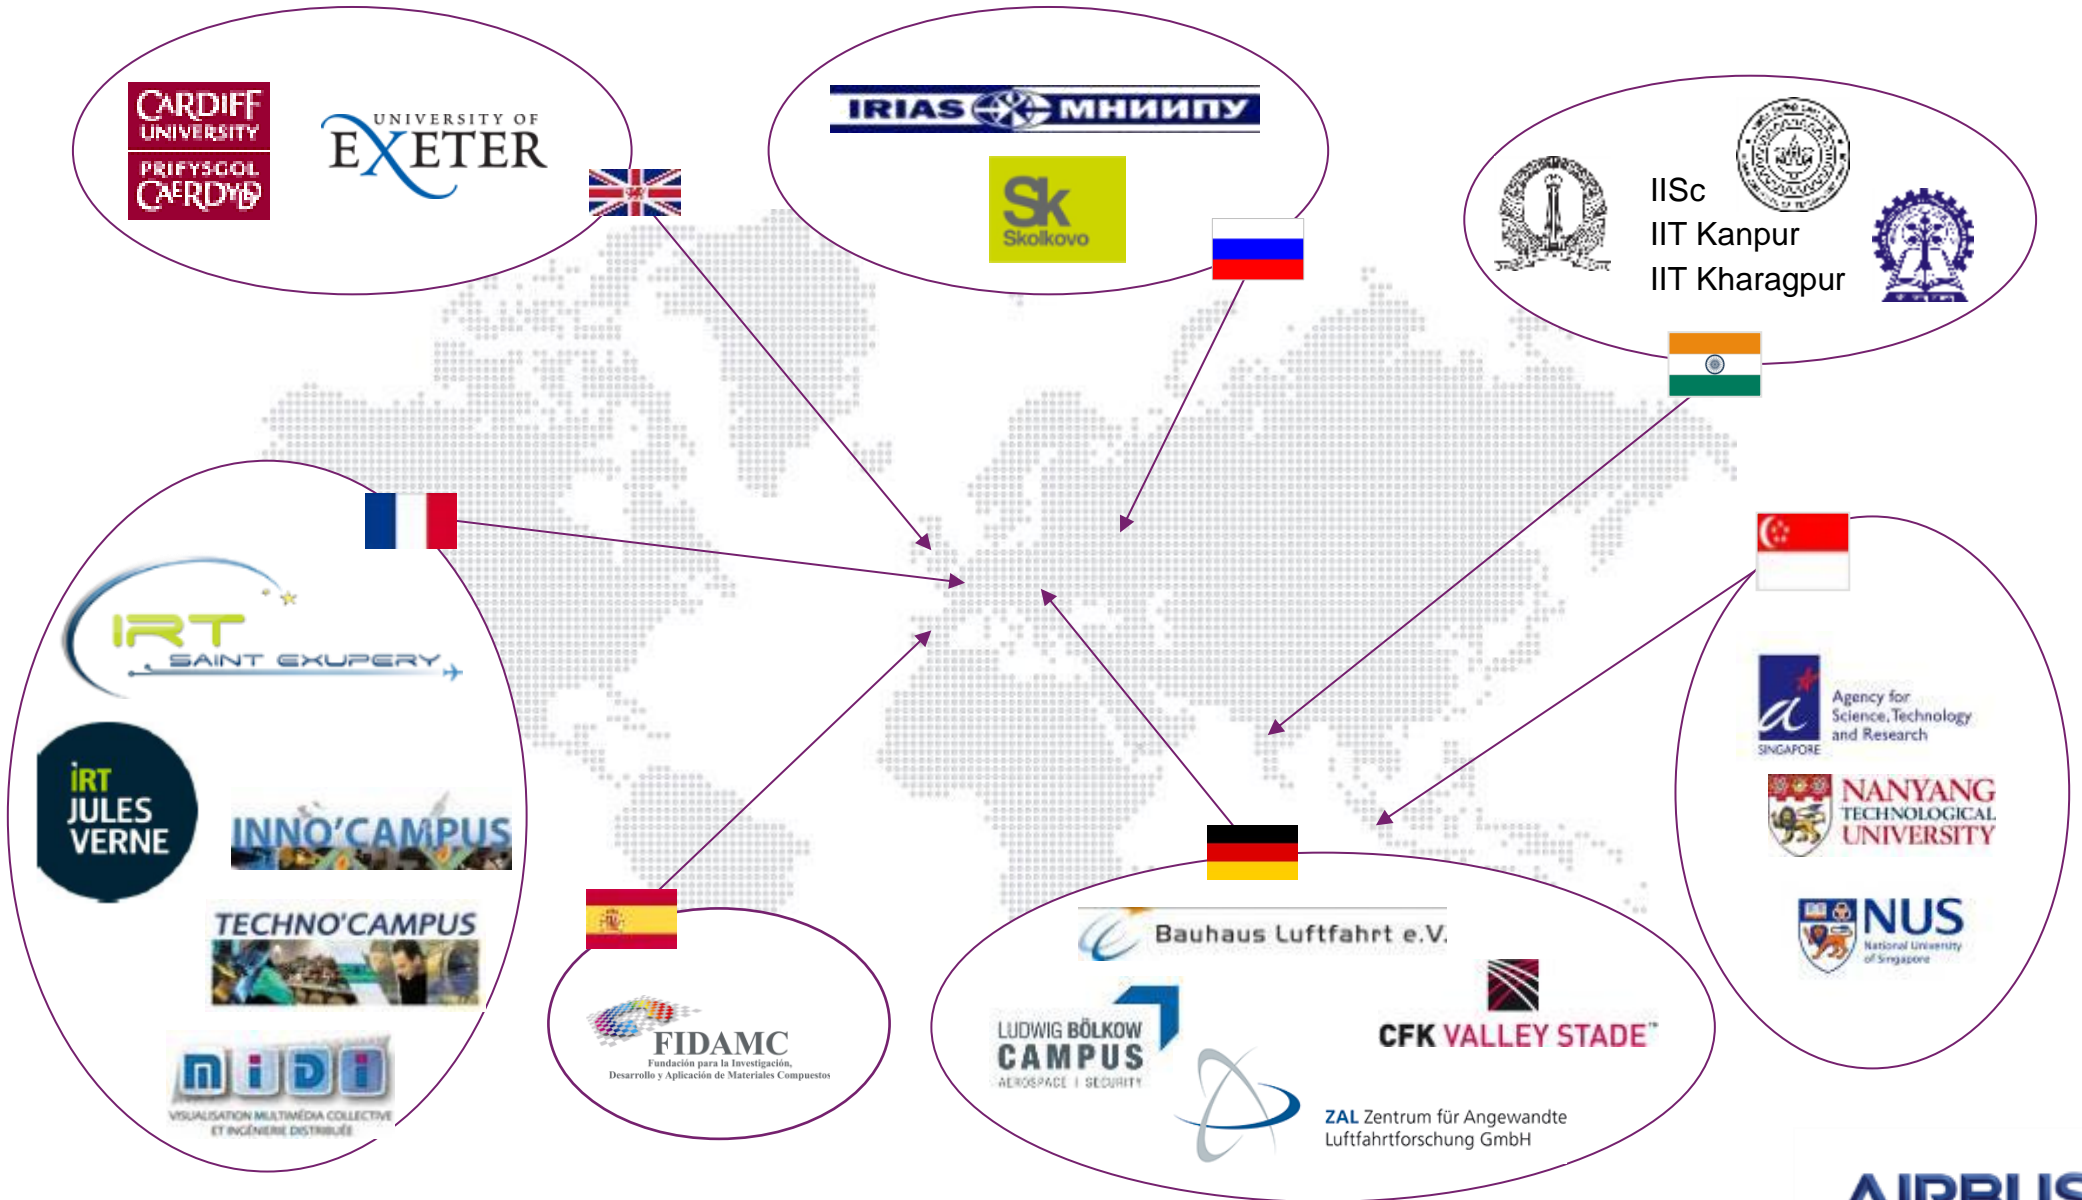 CARDIFF
UNIVERSITY
PRIFYSGOL
CAERDYDD
UNIVERSITY OF
EXETER
IRIAS МНИИПУ
Sk
Skolkovo
IISc
IIT Kanpur
IIT Kharagpur
IRT
SAINT EXUPERY
iRT
JULES
VERNE
INNO'CAMPUS
TECHNO'CAMPUS
MiDi
VISUALISATION MULTIMÉDIA COLLECTIVE
ET INGÉNIERIE DISTRIBUÉE
FIDAMC
Fundación para la Investigación,
Desarrollo y Aplicación de Materiales Compuestos
Bauhaus Luftfahrt e.V.
LUDWIG BÖLKOW
CAMPUS
AEROSPACE | SECURITY
CFK VALLEY STADE™
ZAL Zentrum für Angewandte
Luftfahrtforschung GmbH
Agency for
Science, Technology
and Research
SINGAPORE
NANYANG
TECHNOLOGICAL
UNIVERSITY
NUS
National University
of Singapore
AIRBUS